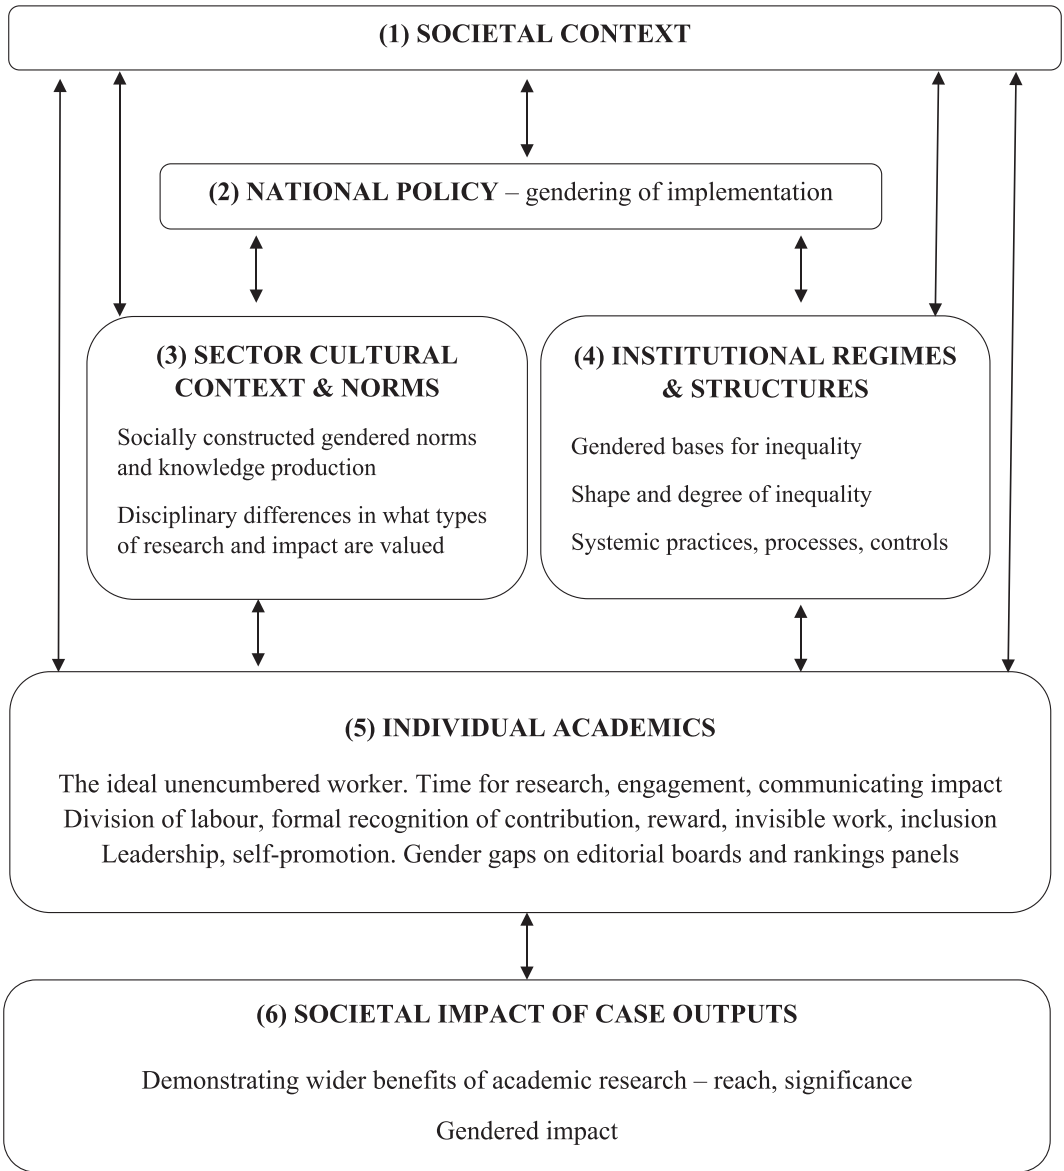 (1) SOCIETAL CONTEXT
(2) NATIONAL POLICY – gendering of implementation
(3) SECTOR CULTURAL
CONTEXT & NORMS
Socially constructed gendered norms
and knowledge production
Disciplinary differences in what types
of research and impact are valued
(4) INSTITUTIONAL REGIMES
& STRUCTURES
Gendered bases for inequality
Shape and degree of inequality
Systemic practices, processes, controls
(5) INDIVIDUAL ACADEMICS
The ideal unencumbered worker. Time for research, engagement, communicating impact
Division of labour, formal recognition of contribution, reward, invisible work, inclusion
Leadership, self-promotion. Gender gaps on editorial boards and rankings panels
(6) SOCIETAL IMPACT OF CASE OUTPUTS
Demonstrating wider benefits of academic research – reach, significance
Gendered impact